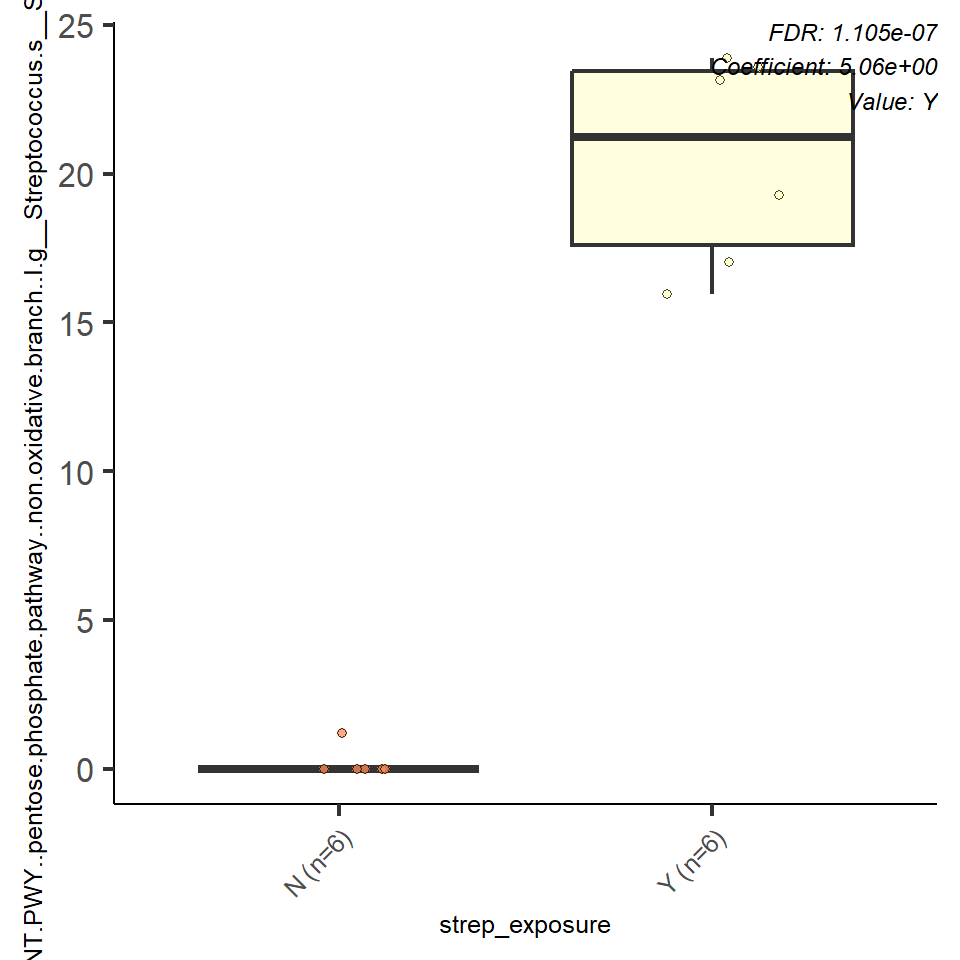 NT.PWY..pentose.phosphate.pathway..non.oxidative.branch..I.g__Streptococcus.s__S
25
20
15
10
5
0
FDR: 1.105e-07
Coefficient: 5.06e+00
Value: Y
N (n=6)
Y (n=6)
strep_exposure